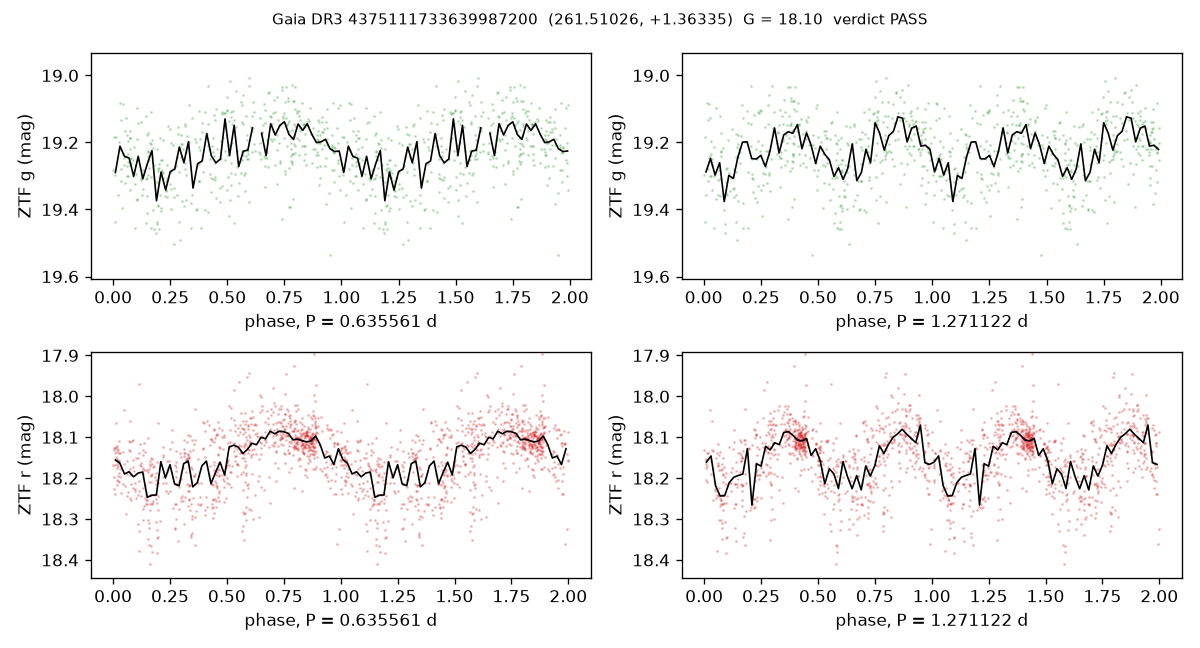 Gaia DR3 4375111733639987200 (261.51026, +1.36335) G = 18.10 verdict PASS
ZTF g (mag)
19.0
19.2
19.4
19.6
0.00 0.25 0.50 0.75 1.00 1.25 1.50 1.75 2.00
phase, P = 0.635561 d
ZTF g (mag)
19.0
19.2
19.4
19.6
0.00 0.25 0.50 0.75 1.00 1.25 1.50 1.75 2.00
phase, P = 1.271122 d
ZTF r (mag)
17.9
18.0
18.1
18.2
18.3
18.4
0.00 0.25 0.50 0.75 1.00 1.25 1.50 1.75 2.00
phase, P = 0.635561 d
ZTF r (mag)
17.9
18.0
18.1
18.2
18.3
18.4
0.00 0.25 0.50 0.75 1.00 1.25 1.50 1.75 2.00
phase, P = 1.271122 d